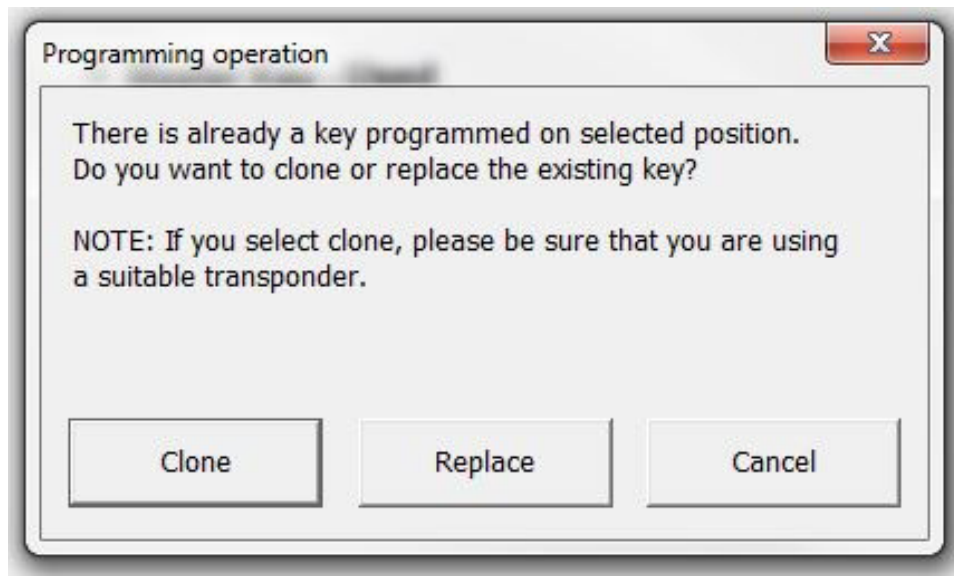 Programming operation
There is already a key programmed on selected position.
Do you want to clone or replace the existing key?
NOTE: If you select clone, please be sure that you are using
a suitable transponder.
Clone
Replace
Cancel